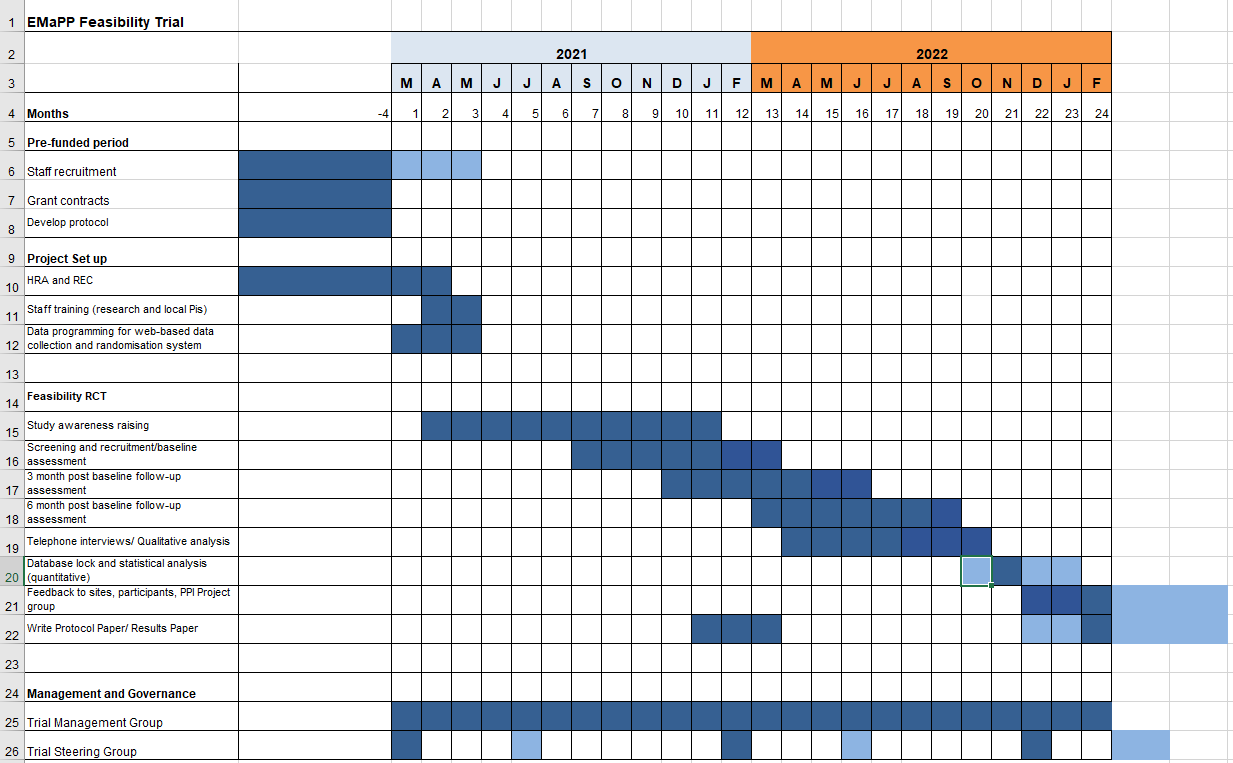 1 EMaPP Feasibility Trial
2 2021 2022
3 M A M J J A S O N D J F M A M J J A S O N D J F
4 Months -4 1 2 3 4 5 6 7 8 9 10 11 12 13 14 15 16 17 18 19 20 21 22 23 24
5 Pre-funded period
6 Staff recruitment
7 Grant contracts
8 Develop protocol
9 Project Set up
10 HRA and REC
11 Staff training (research and local Pis)
12 Data programming for web-based data
collection and randomisation system
13
14 Feasibility RCT
15 Study awareness raising
16 Screening and recruitment/baseline
assessment
17 3 month post baseline follow-up
assessment
18 6 month post baseline follow-up
assessment
19 Telephone interviews/ Qualitative analysis
20 Database lock and statistical analysis
(quantitative)
21 Feedback to sites, participants, PPI Project
group
22 Write Protocol Paper/ Results Paper
23
24 Management and Governance
25 Trial Management Group
26 Trial Steering Group